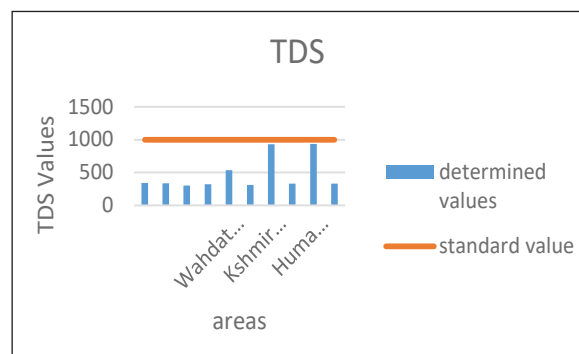 TDS
TDS Values
1500
1000
500
0
Wahdat...
Kshmir...
Huma...
areas
determined
values
standard value